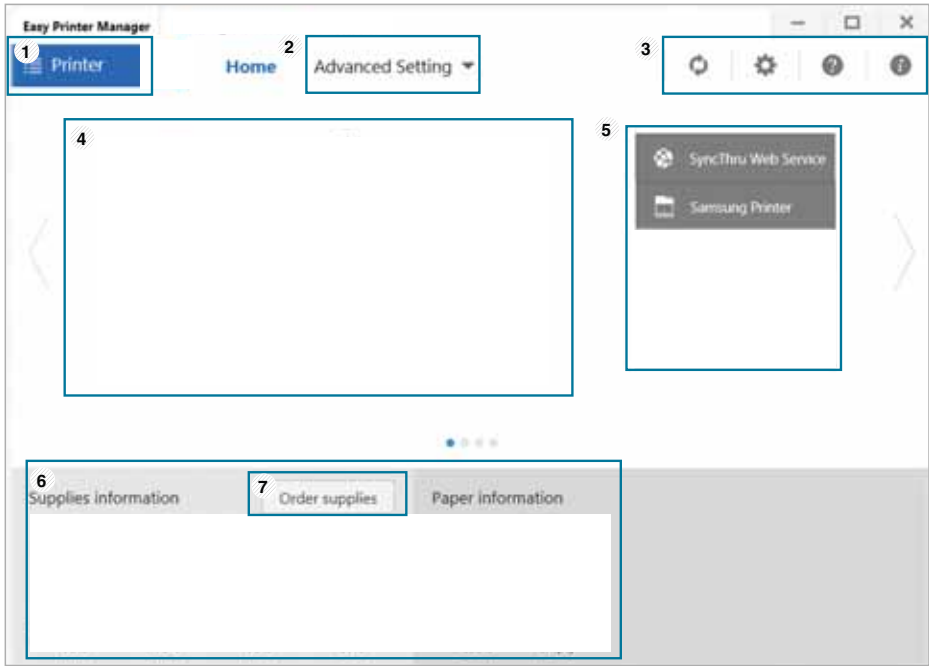 Easy Printer Manager
1 Printer
Home
2 Advanced Setting
3
4
5
SyncThru Web Service
Samsung Printer
6
Supplies information
7 Order supplies
Paper information